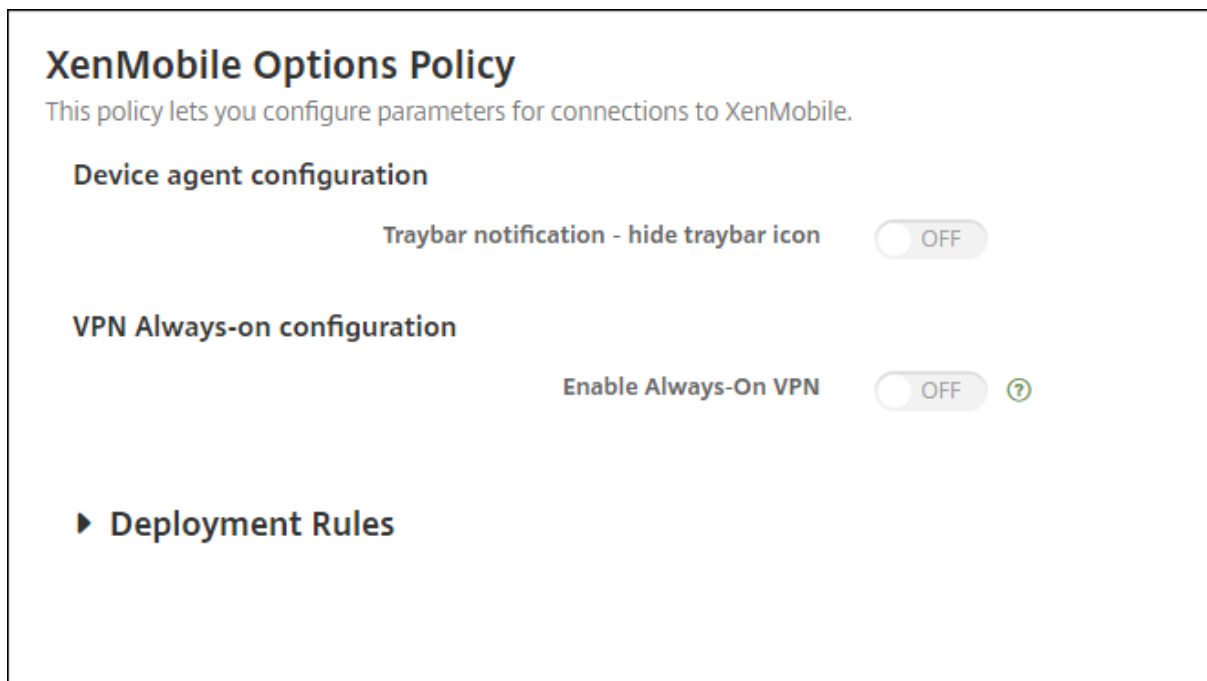 XenMobile Options Policy
This policy lets you configure parameters for connections to XenMobile.
Device agent configuration
Traybar notification - hide traybar icon OFF
VPN Always-on configuration
Enable Always-On VPN OFF ?
Deployment Rules